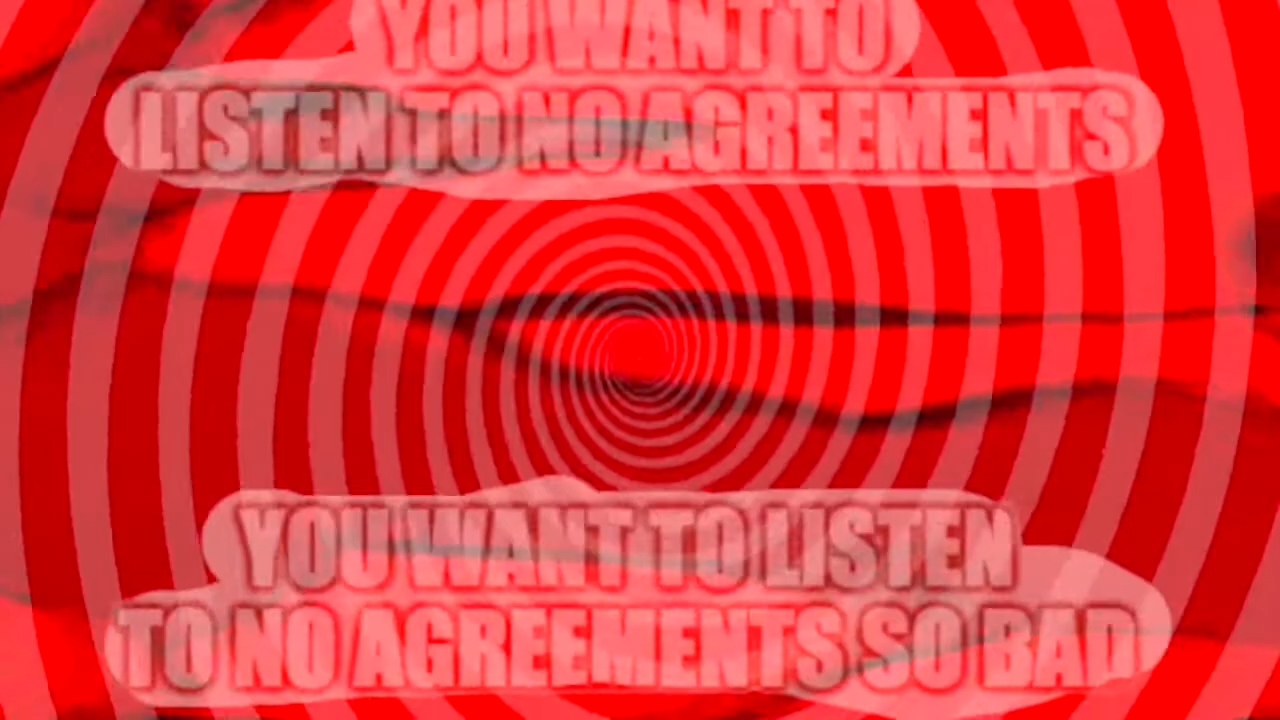 YOU WANT TO
LISTEN TO NO AGREEMENTS
YOU WANT TO LISTEN
TO NO AGREEMENTS SO BAD